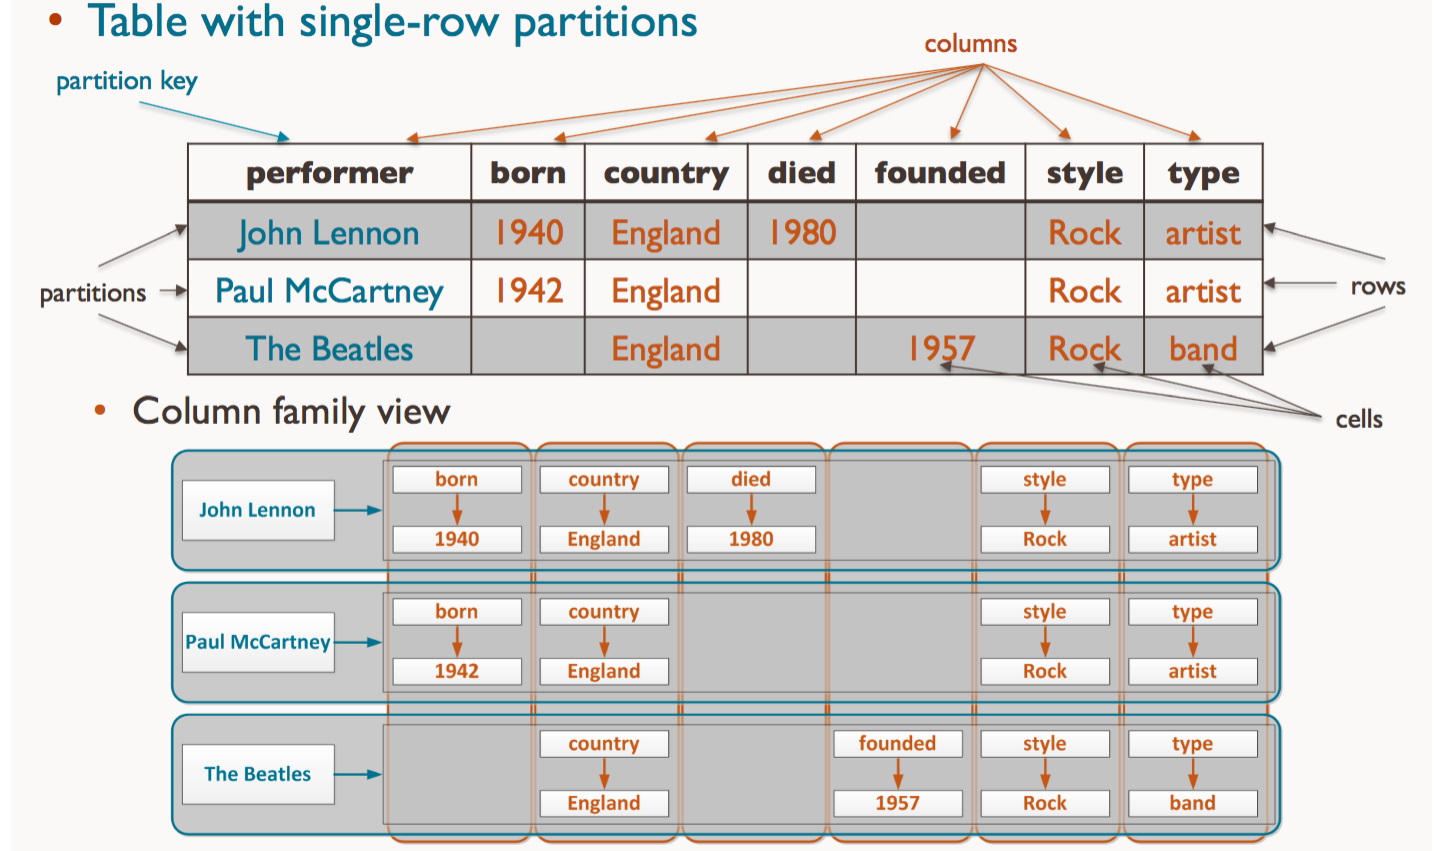 • Table with single-row partitions
columns
partition key
performer born country died founded style type
John Lennon 1940 England 1980 Rock artist
partitions Paul McCartney 1942 England Rock artist rows
The Beatles England 1957 Rock band
• Column family view
cells
born country died style type
John Lennon
1940 England 1980 Rock artist
born country style type
Paul McCartney
1942 England Rock artist
country founded style type
The Beatles
England 1957 Rock band